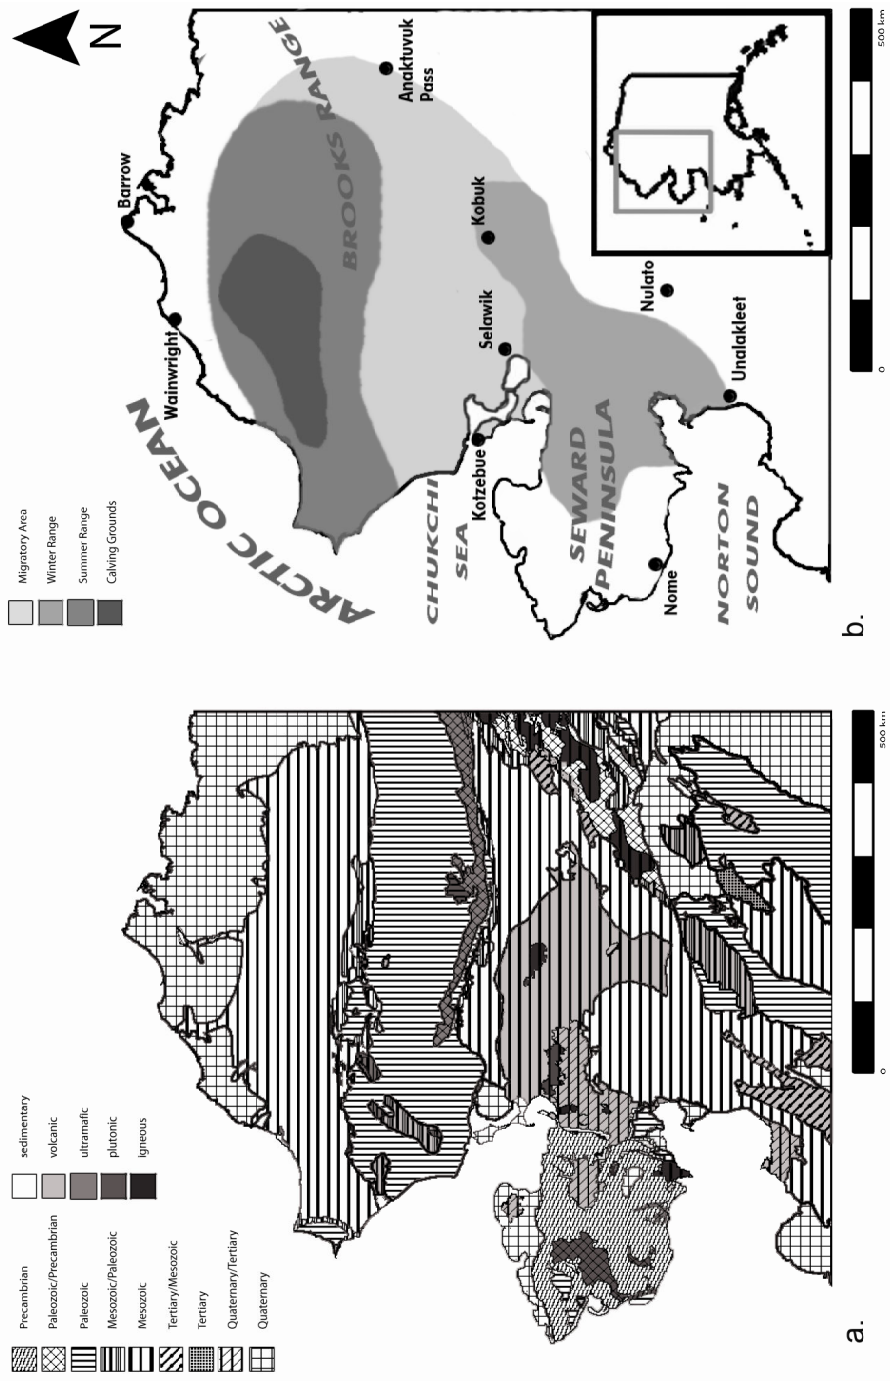 Precambrian
Paleozoic/Precambrian
Paleozoic
Mesozoic/Paleozoic
Mesozoic
Tertiary/Mesozoic
Tertiary
Quaternary/Tertiary
Quaternary
sedimentary
volcanic
ultramafic
plutonic
Igneous
0
500 km
a.
Migratory Area
Winter Range
Summer Range
Calving Grounds
N
ARCTIC OCEAN
Barrow
Wainwright
BROOKS RANGE
Anaktuvuk
Pass
CHUKCHI
SEA
Kotzebue
Selawik
Kobuk
SEWARD
PENINSULA
Nome
Nulato
Unalakleet
NORTON
SOUND
0
500 km
b.